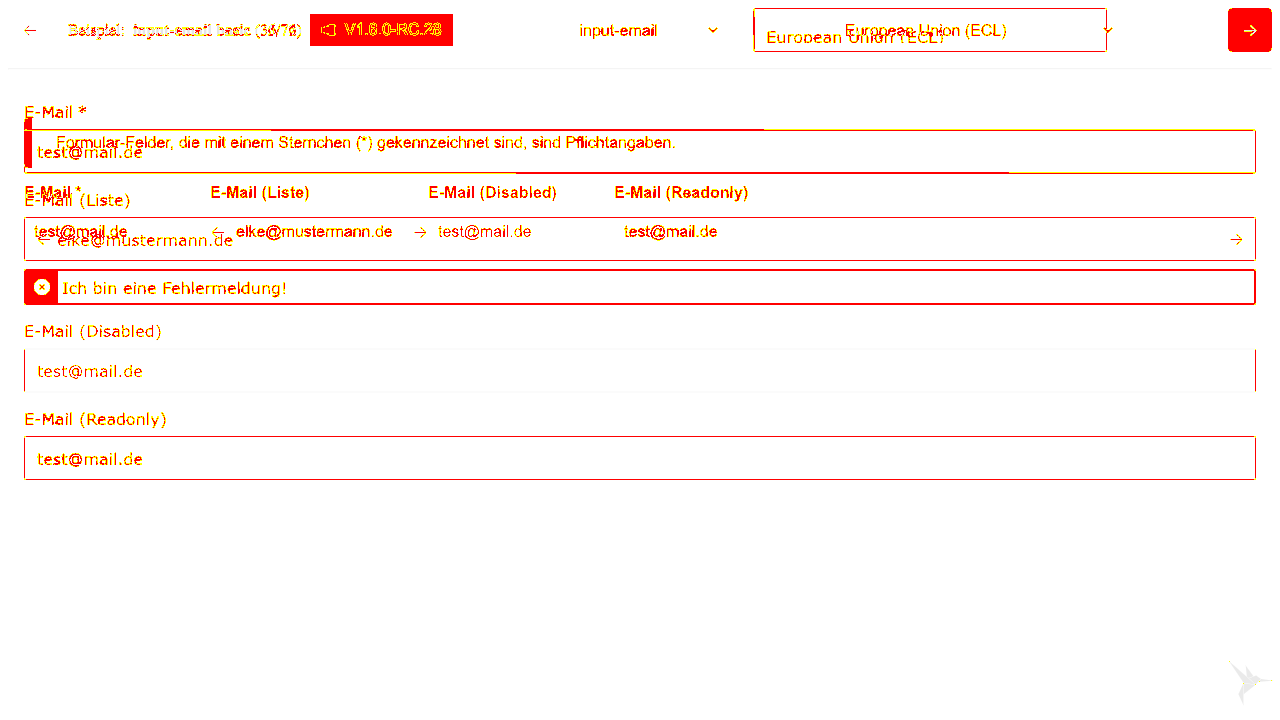 Beispiel: input-email basic (36/76) V1.6.0-RC.28 input-email European Union (ECL)
European Union (ECL)
E-Mail *
Formular-Felder, die mit einem Sternchen (*) gekennzeichnet sind, sind Pflichtangaben.
test@mail.de
E-Mail * E-Mail (Liste) E-Mail (Disabled) E-Mail (Readonly)
E-Mail (Liste)
test@mail.de elke@mustermann.de test@mail.de test@mail.de
elke@mustermann.de
Ich bin eine Fehlermeldung!
E-Mail (Disabled)
test@mail.de
E-Mail (Readonly)
test@mail.de